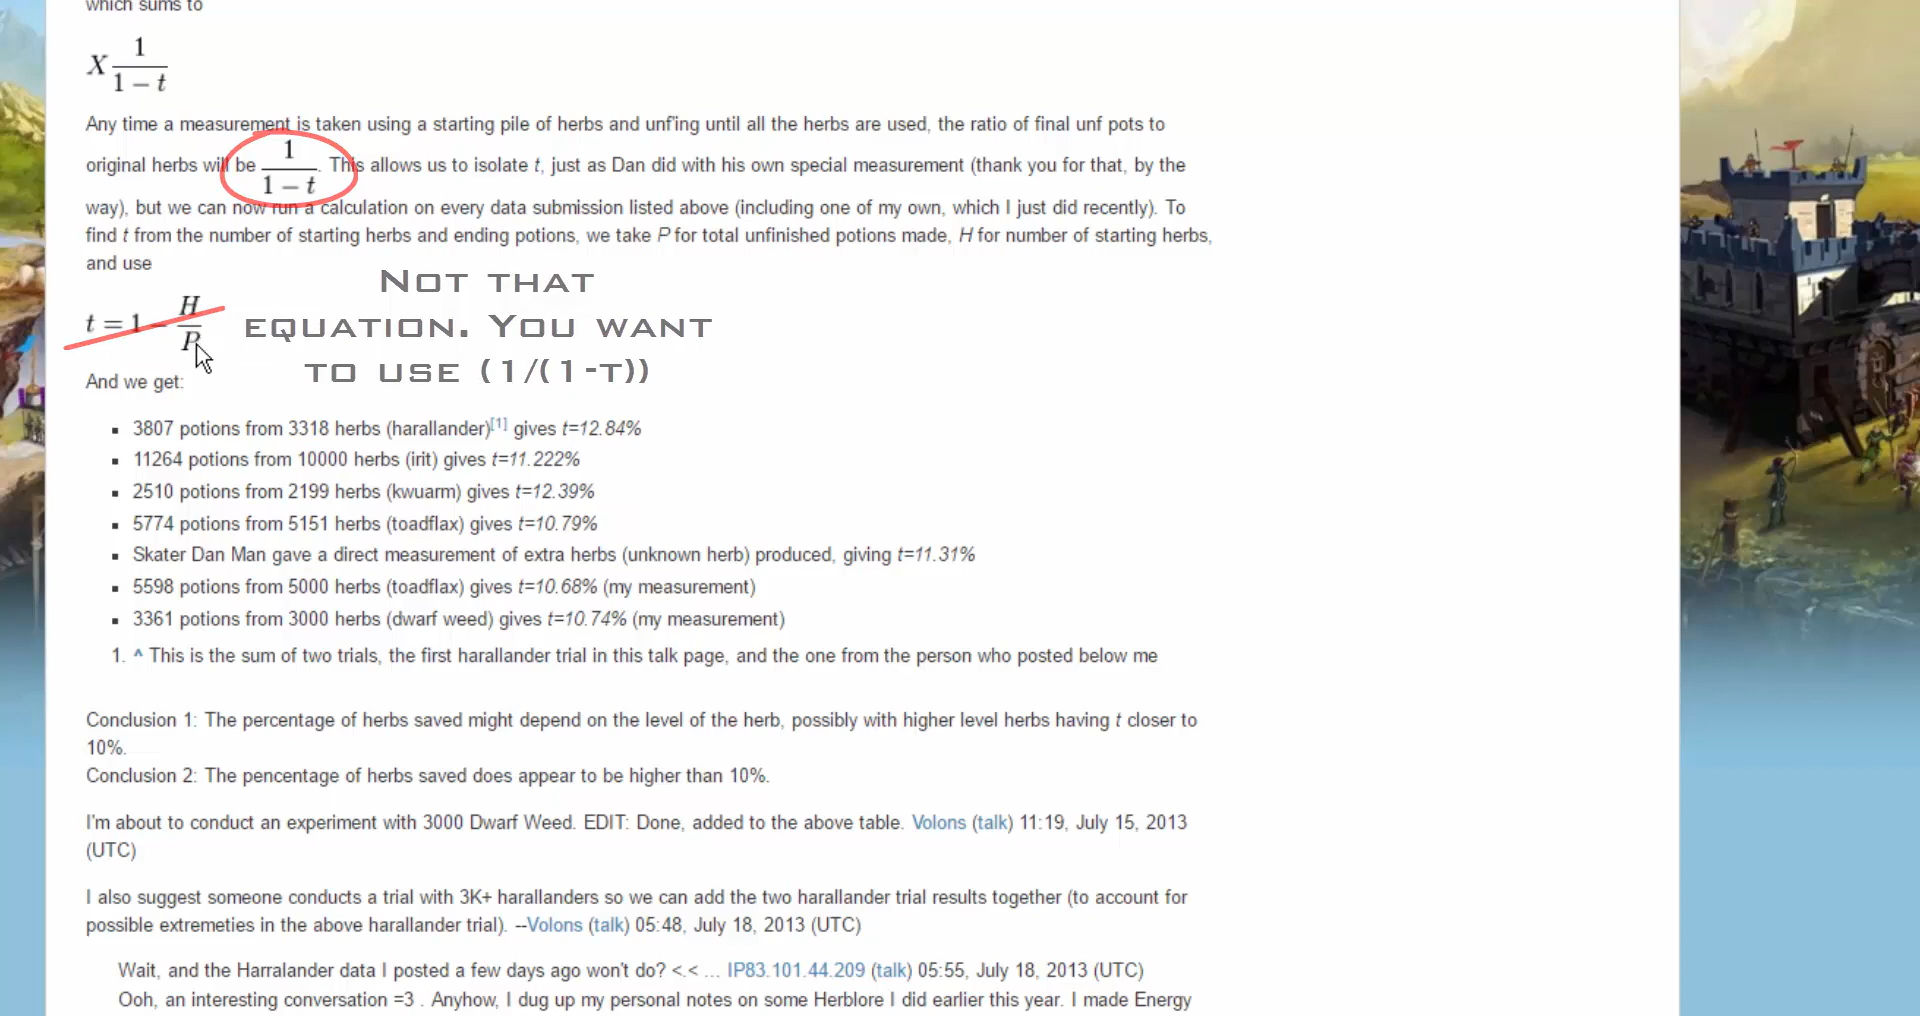 which sums to
X 1/(1 − t)
Any time a measurement is taken using a starting pile of herbs and unf'ing until all the herbs are used, the ratio of final unf pots to
original herbs will be 1/(1 − t). This allows us to isolate t, just as Dan did with his own special measurement (thank you for that, by the
way), but we can now run a calculation on every data submission listed above (including one of my own, which I just did recently). To
find t from the number of starting herbs and ending potions, we take P for total unfinished potions made, H for number of starting herbs,
and use
t = 1 − H/P
NOT THAT
EQUATION. YOU WANT
TO USE (1/(1-T))
And we get:
▪ 3807 potions from 3318 herbs (harallander)[1] gives t=12.84%
▪ 11264 potions from 10000 herbs (irit) gives t=11.222%
▪ 2510 potions from 2199 herbs (kwuarm) gives t=12.39%
▪ 5774 potions from 5151 herbs (toadflax) gives t=10.79%
▪ Skater Dan Man gave a direct measurement of extra herbs (unknown herb) produced, giving t=11.31%
▪ 5598 potions from 5000 herbs (toadflax) gives t=10.68% (my measurement)
▪ 3361 potions from 3000 herbs (dwarf weed) gives t=10.74% (my measurement)
1. ^ This is the sum of two trials, the first harallander trial in this talk page, and the one from the person who posted below me
Conclusion 1: The percentage of herbs saved might depend on the level of the herb, possibly with higher level herbs having t closer to
10%.
Conclusion 2: The pencentage of herbs saved does appear to be higher than 10%.
I'm about to conduct an experiment with 3000 Dwarf Weed. EDIT: Done, added to the above table. Volons (talk) 11:19, July 15, 2013
(UTC)
I also suggest someone conducts a trial with 3K+ harallanders so we can add the two harallander trial results together (to account for
possible extremeties in the above harallander trial). --Volons (talk) 05:48, July 18, 2013 (UTC)
Wait, and the Harralander data I posted a few days ago won't do? <.< ... IP83.101.44.209 (talk) 05:55, July 18, 2013 (UTC)
Ooh, an interesting conversation =3 . Anyhow, I dug up my personal notes on some Herblore I did earlier this year. I made Energy